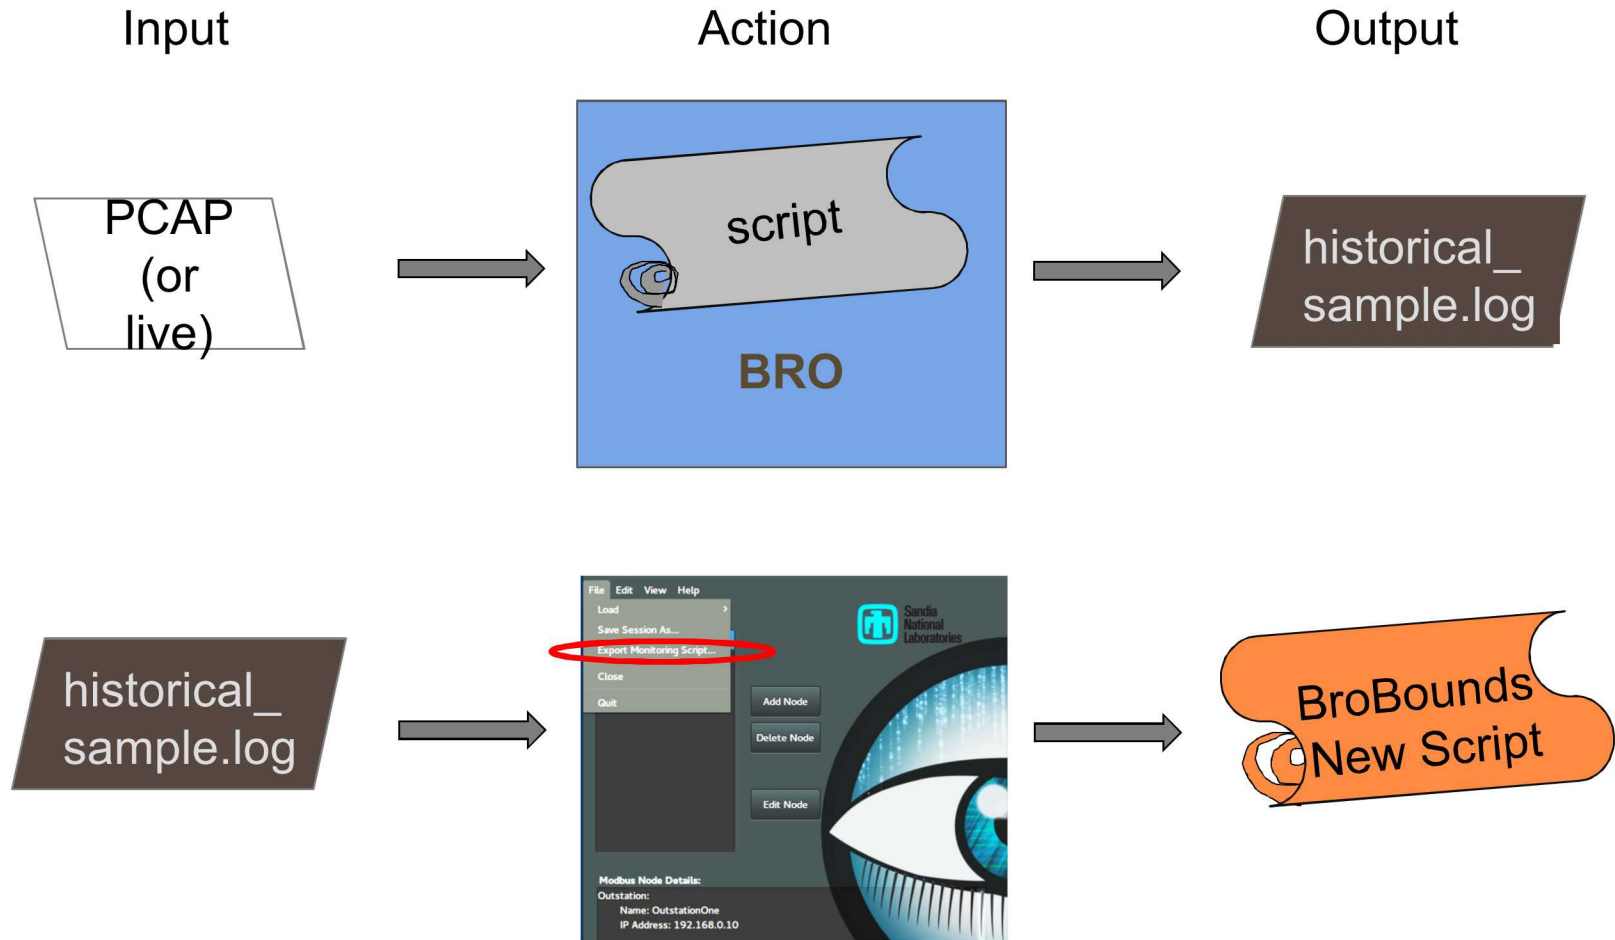 Input
Action
Output
PCAP
(or
live)
script
BRO
historical_
sample.log
historical_
sample.log
File Edit View Help
Load
Save Session As...
Export Monitoring Script...
Close
Quit
Sandia
National
Laboratories
Add Node
Delete Node
Edit Node
Modbus Node Details:
Outstation:
Name: OutstationOne
IP Address: 192.168.0.10
BroBounds
New Script